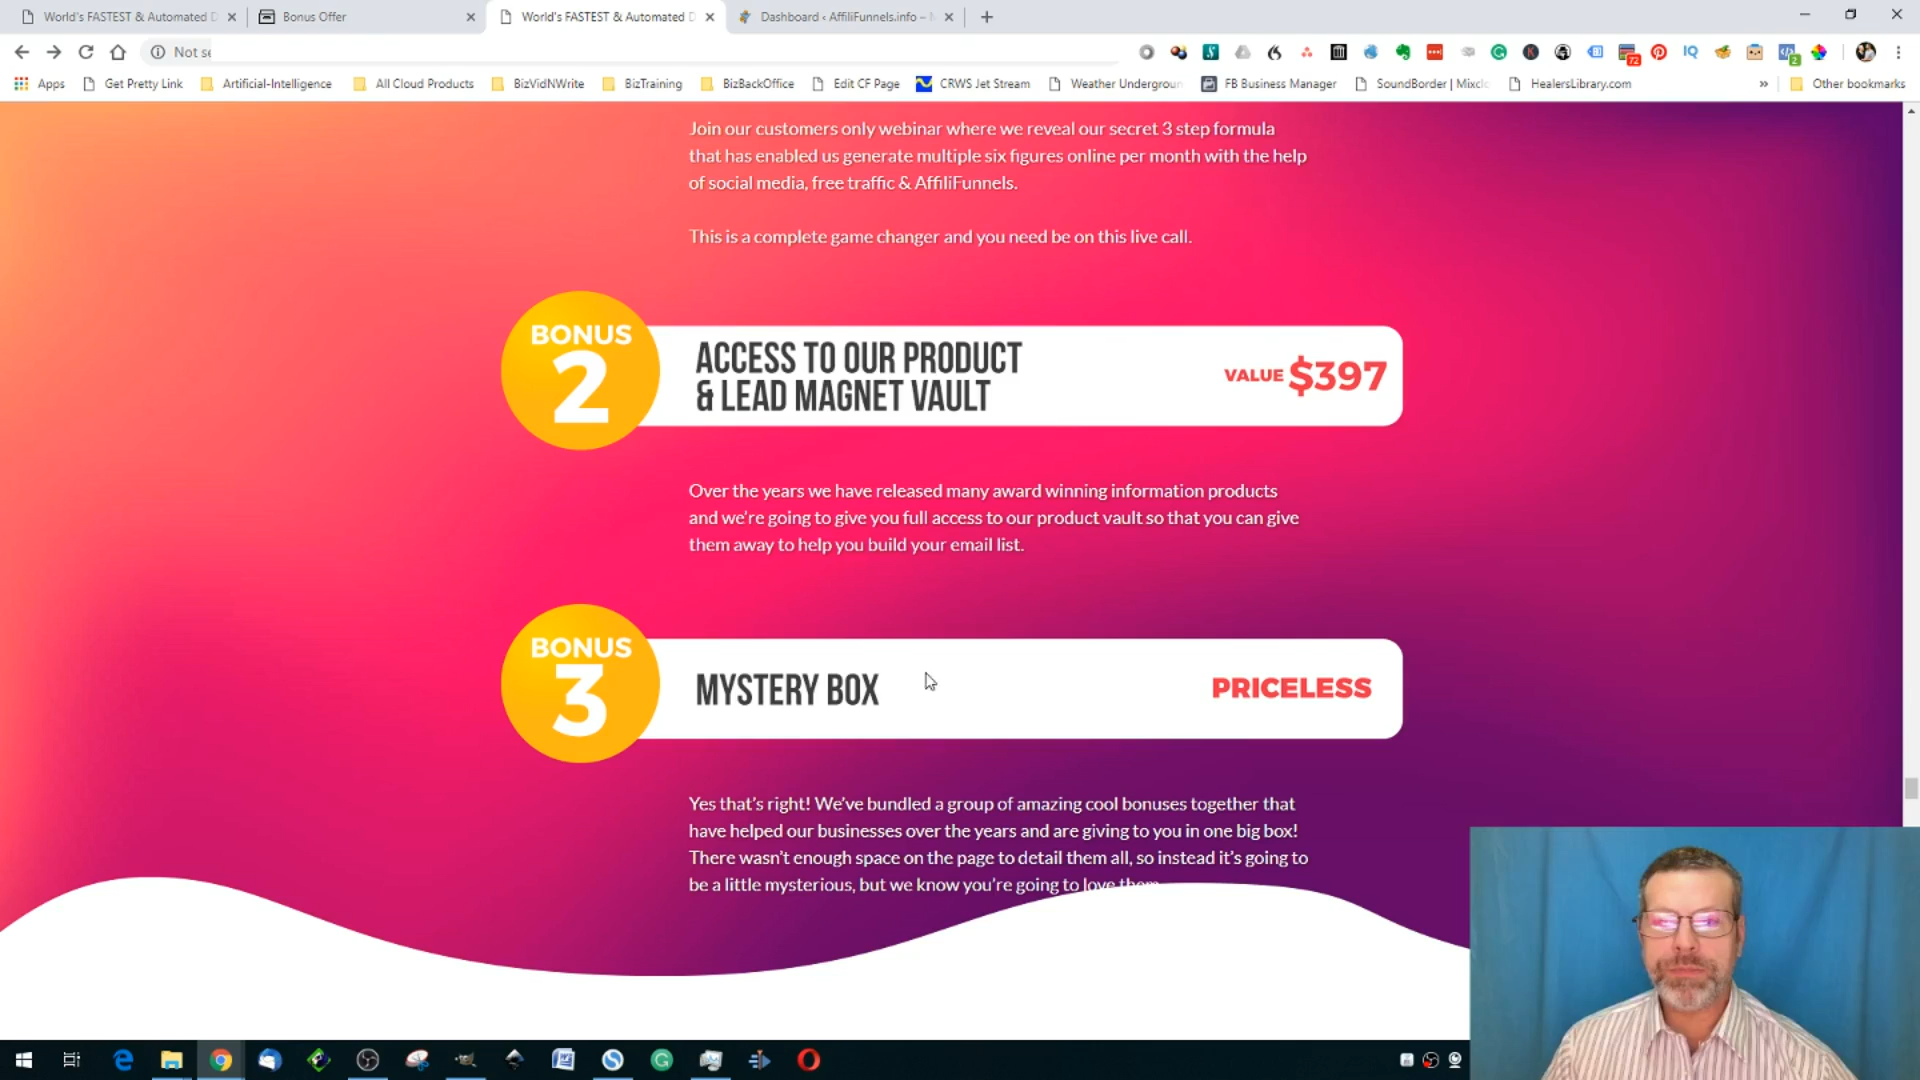 World's FASTEST & Automated D
Bonus Offer
World's FASTEST & Automated D
Dashboard ‹ AffiliFunnels.info –
Not se
72
IQ
2
Apps
Get Pretty Link
Artificial-Intelligence
All Cloud Products
BizVidNWrite
BizTraining
BizBackOffice
Edit CF Page
CRWS Jet Stream
Weather Undergroun
FB Business Manager
SoundBorder | Mixclo
HealersLibrary.com
»
Other bookmarks
Join our customers only webinar where we reveal our secret 3 step formula
that has enabled us generate multiple six figures online per month with the help
of social media, free traffic & AffiliFunnels.
This is a complete game changer and you need be on this live call.
BONUS
2
ACCESS TO OUR PRODUCT
& LEAD MAGNET VAULT
VALUE $397
Over the years we have released many award winning information products
and we're going to give you full access to our product vault so that you can give
them away to help you build your email list.
BONUS
3
MYSTERY BOX
PRICELESS
Yes that's right! We've bundled a group of amazing cool bonuses together that
have helped our businesses over the years and are giving to you in one big box!
There wasn't enough space on the page to detail them all, so instead it's going to
be a little mysterious, but we know you're going to love them